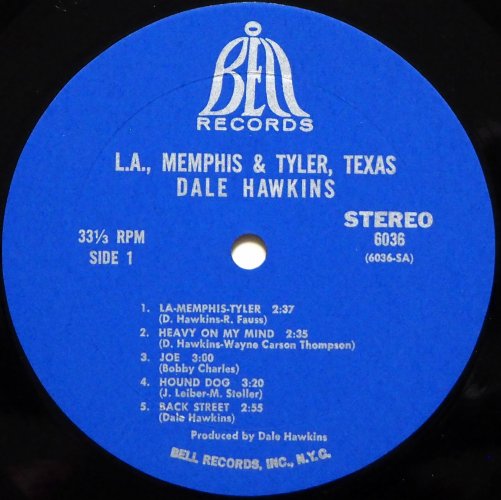 BELL
RECORDS
L.A., MEMPHIS & TYLER, TEXAS
DALE HAWKINS
33⅓ RPM
SIDE 1
STEREO
6036
(6036-SA)
1. LA-MEMPHIS-TYLER 2:37
(D. Hawkins-R. Fauss)
2. HEAVY ON MY MIND 2:35
(D. Hawkins-Wayne Carson Thompson)
3. JOE 3:00
(Bobby Charles)
4. HOUND DOG 3:20
(J. Leiber-M. Stoller)
5. BACK STREET 2:55
(Dale Hawkins)
Produced by Dale Hawkins
BELL RECORDS, INC., N.Y.C.